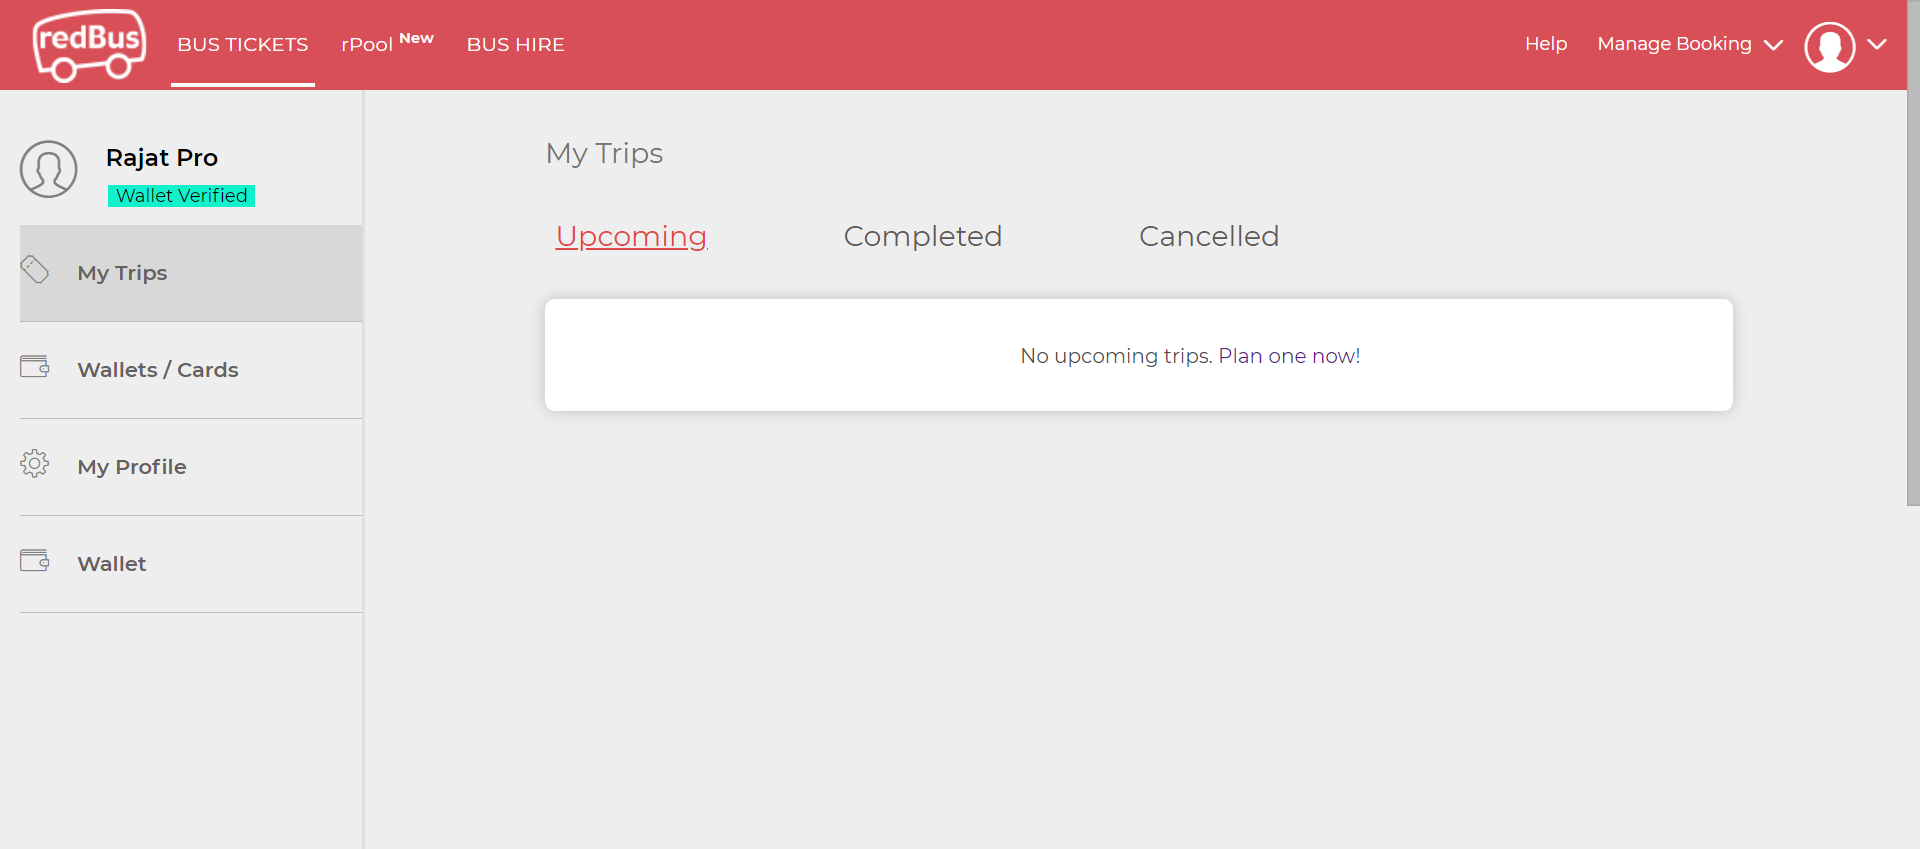 redBus
BUS TICKETS
rPool New
BUS HIRE
Help
Manage Booking
Rajat Pro
Wallet Verified
My Trips
Wallets / Cards
My Profile
Wallet
My Trips
Upcoming
Completed
Cancelled
No upcoming trips. Plan one now!